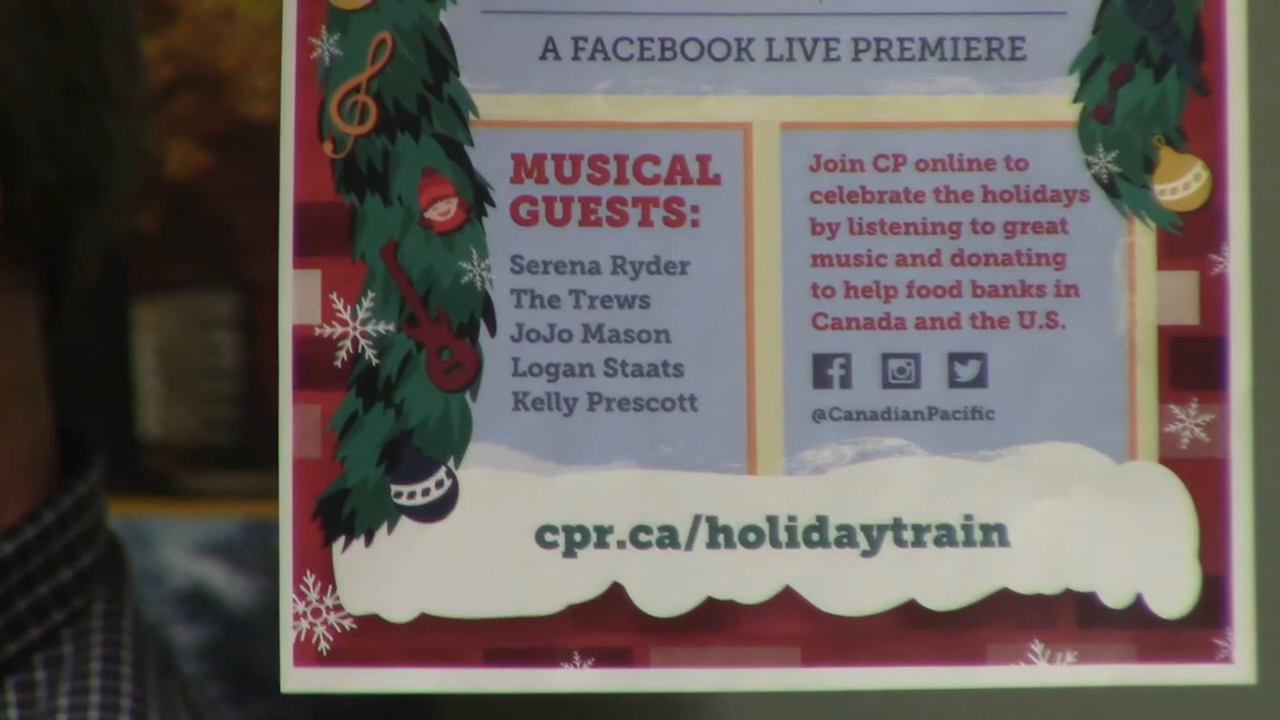 A FACEBOOK LIVE PREMIERE
MUSICAL
GUESTS:
Serena Ryder
The Trews
JoJo Mason
Logan Staats
Kelly Prescott
Join CP online to
celebrate the holidays
by listening to great
music and donating
to help food banks in
Canada and the U.S.
@CanadianPacific
cpr.ca/holidaytrain